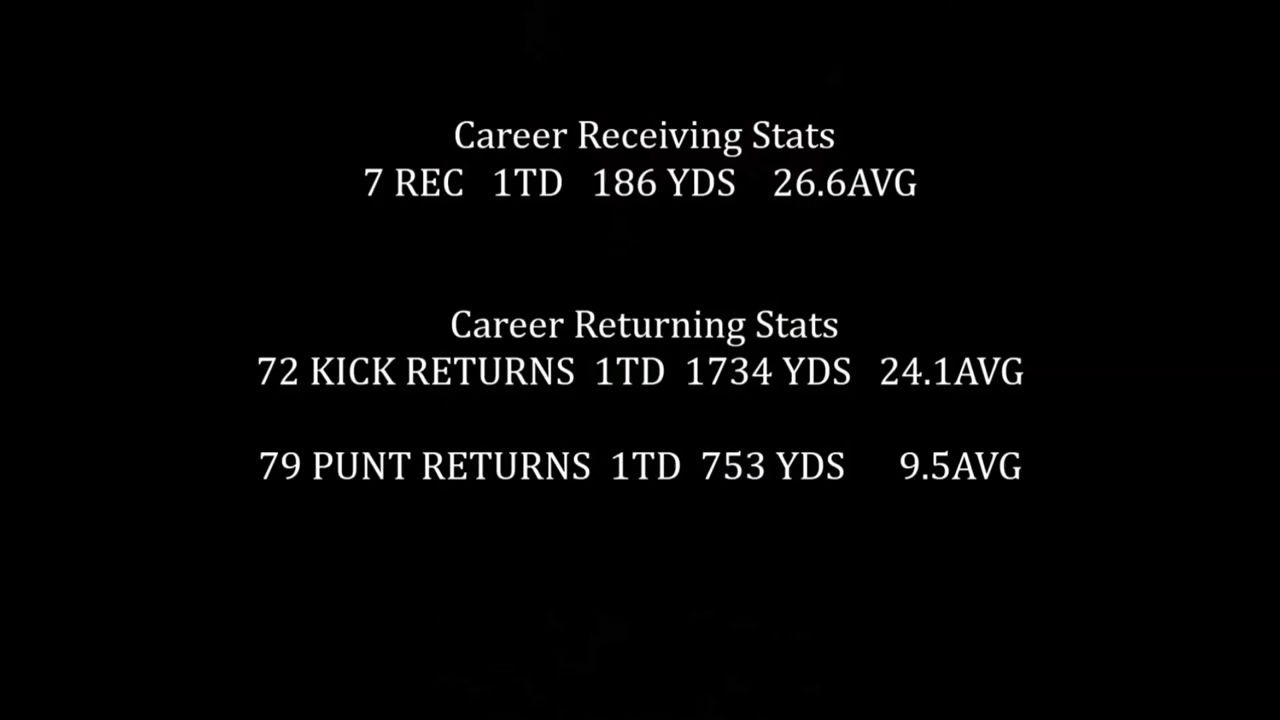 Career Receiving Stats
7 REC 1TD 186 YDS 26.6AVG
Career Returning Stats
72 KICK RETURNS 1TD 1734 YDS 24.1AVG
79 PUNT RETURNS 1TD 753 YDS 9.5AVG